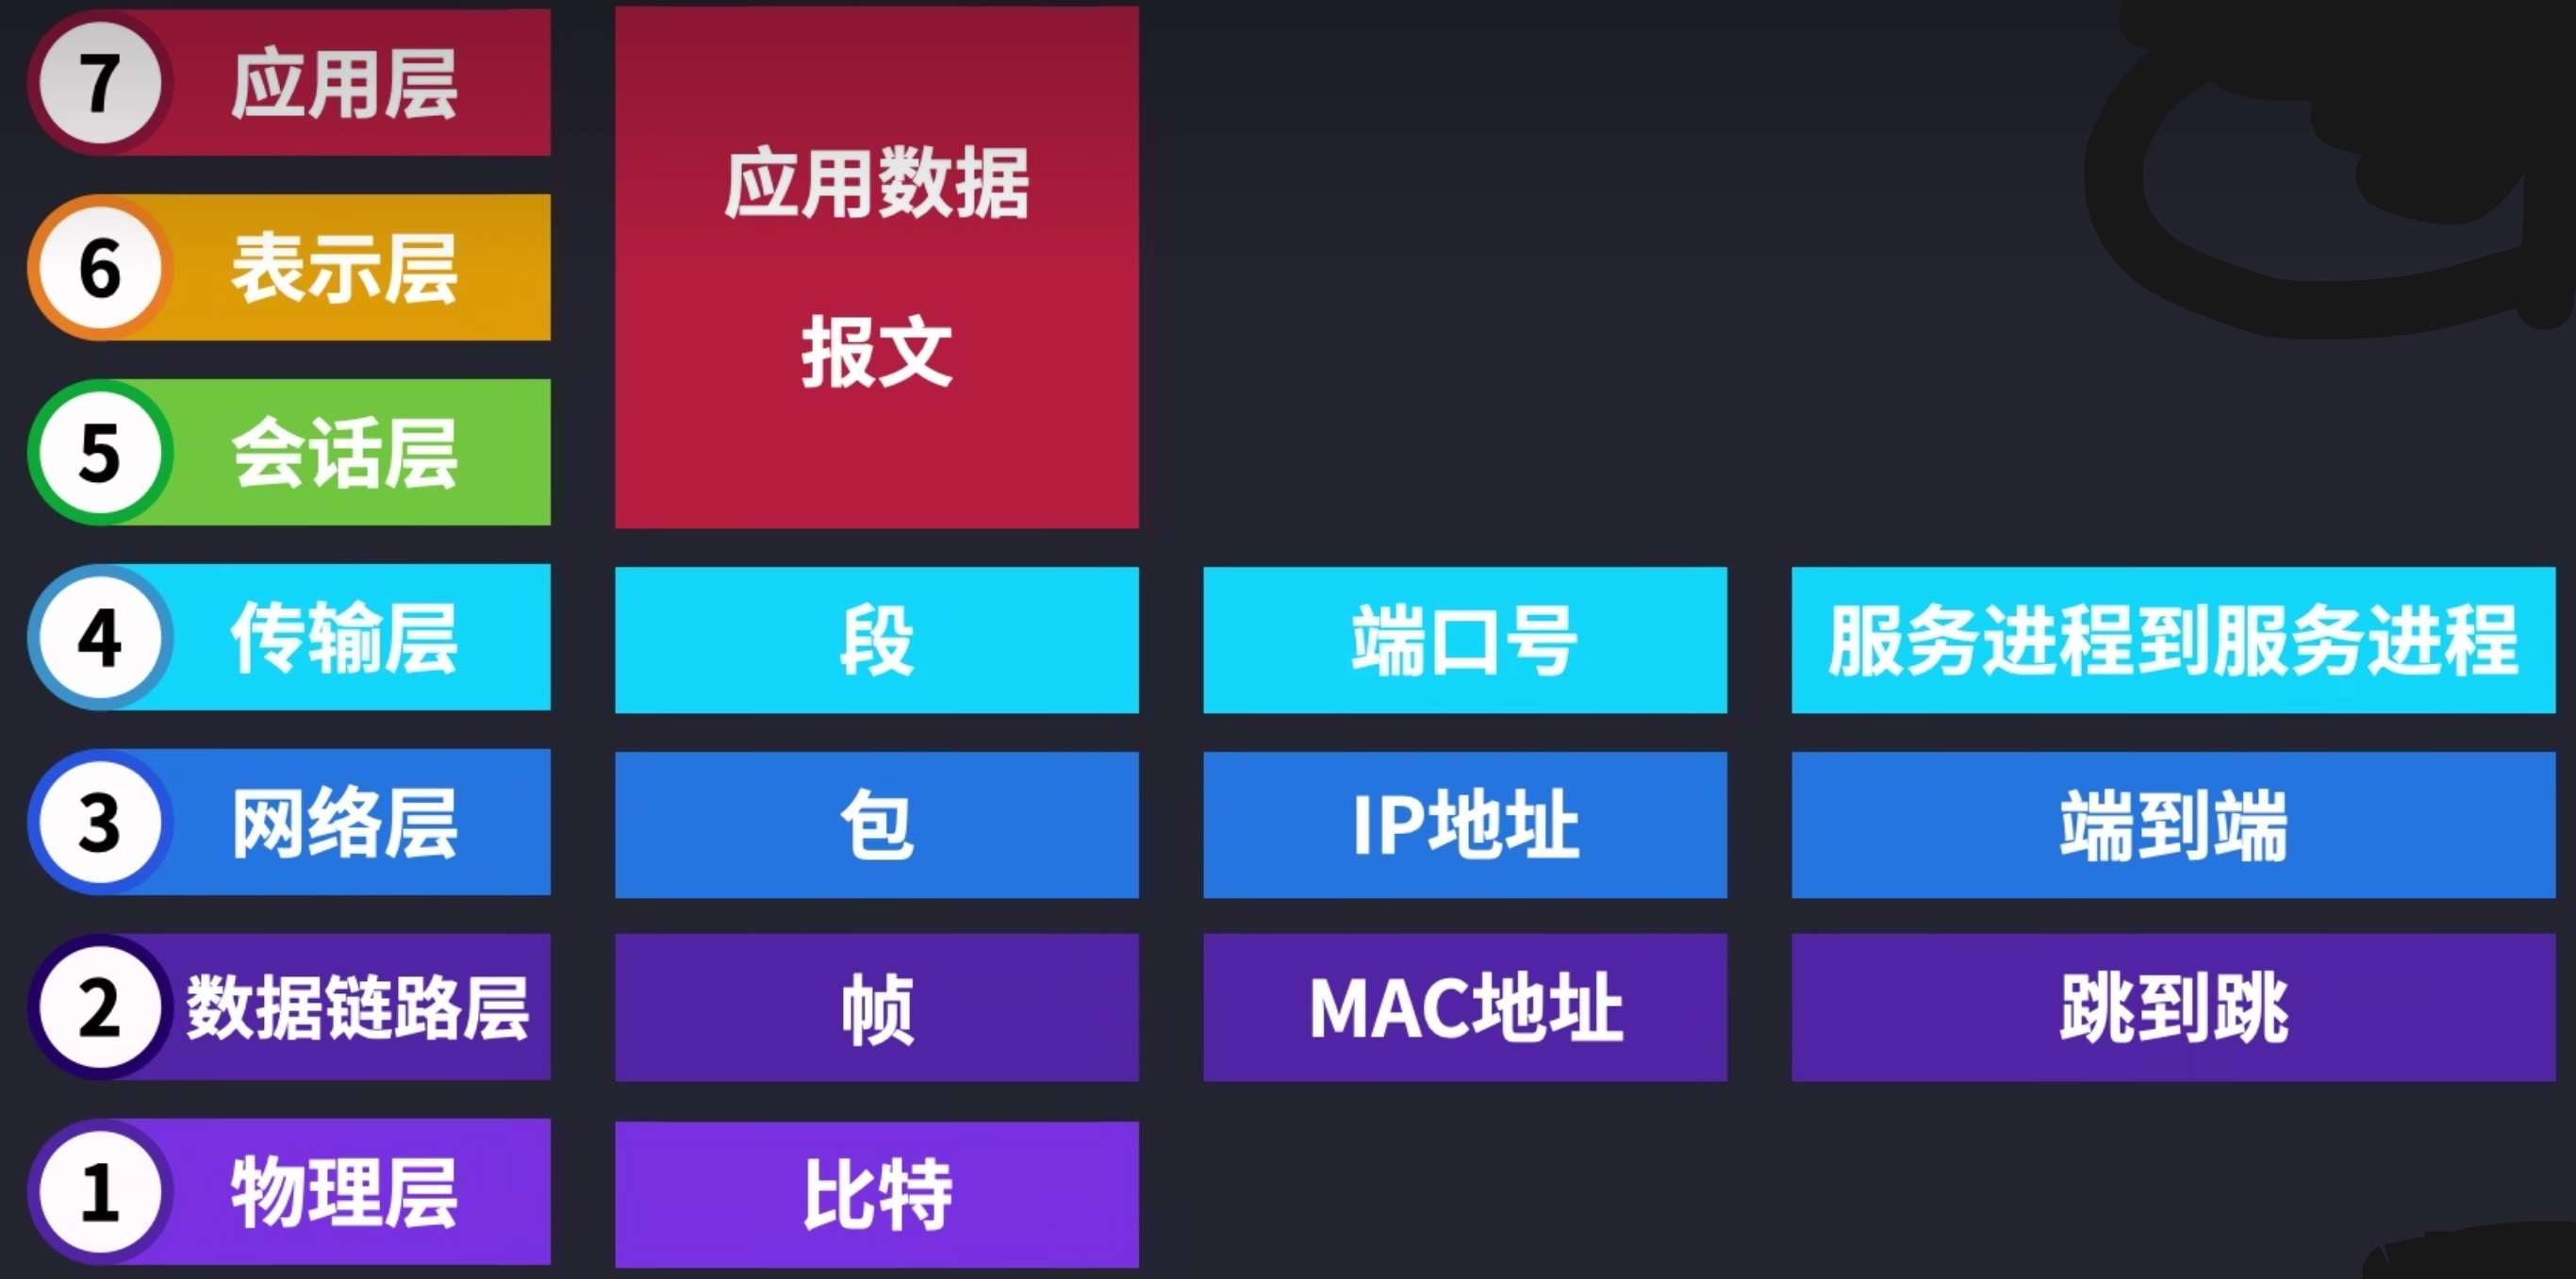 7 应用层
应用数据
报文
6 表示层
5 会话层
4 传输层 段 端口号 服务进程到服务进程
3 网络层 包 IP地址 端到端
2 数据链路层 帧 MAC地址 跳到跳
1 物理层 比特